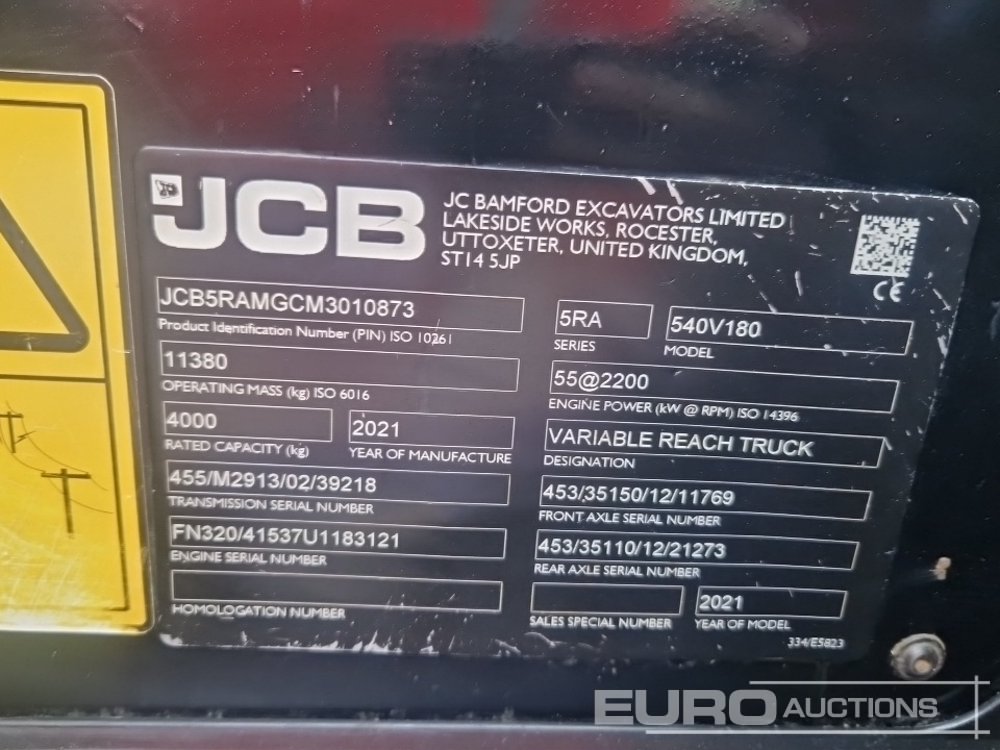 JCB
JC BAMFORD EXCAVATORS LIMITED
LAKESIDE WORKS, ROCESTER,
UTTOXETER, UNITED KINGDOM,
ST14 5JP
CE
JCB5RAMGCM3010873
Product Identification Number (PIN) ISO 10261
5RA
SERIES
540V180
MODEL
11380
OPERATING MASS (kg) ISO 6016
55@2200
ENGINE POWER (kW @ RPM) ISO 14396
4000
RATED CAPACITY (kg)
2021
YEAR OF MANUFACTURE
VARIABLE REACH TRUCK
DESIGNATION
455/M2913/02/39218
TRANSMISSION SERIAL NUMBER
453/35150/12/11769
FRONT AXLE SERIAL NUMBER
FN320/41537U1183121
ENGINE SERIAL NUMBER
453/35110/12/21273
REAR AXLE SERIAL NUMBER
HOMOLOGATION NUMBER
SALES SPECIAL NUMBER
2021
YEAR OF MODEL
334/E5823
EURO AUCTIONS